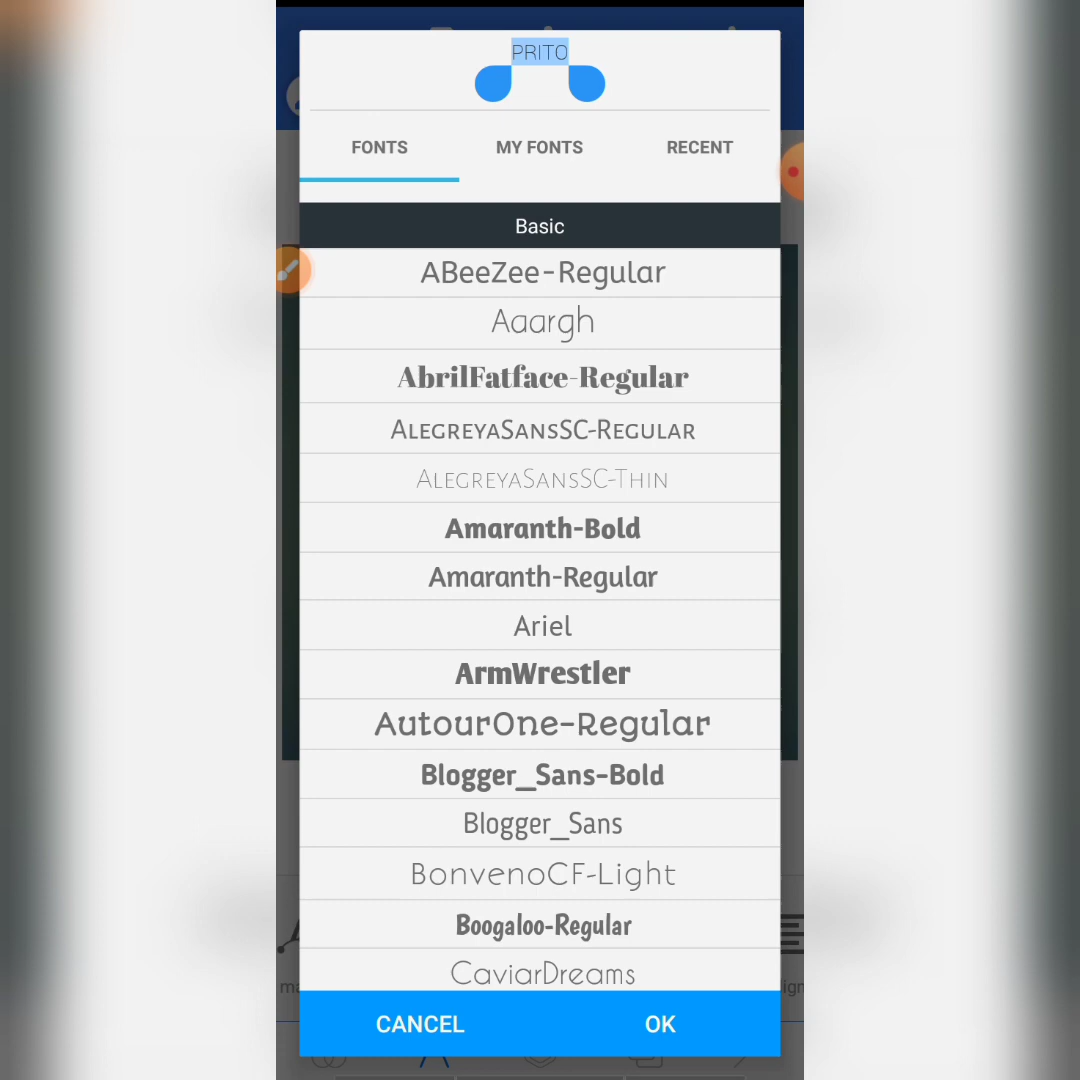 PRITO
FONTS MY FONTS RECENT
Basic
ABeeZee-Regular
Aaargh
AbrilFatface-Regular
AlegreyaSansSC-Regular
AlegreyaSansSC-Thin
Amaranth-Bold
Amaranth-Regular
Ariel
ArmWrestler
AutourOne-Regular
Blogger_Sans-Bold
Blogger_Sans
BonvenoCF-Light
Boogaloo-Regular
CaviarDreams
CANCEL OK